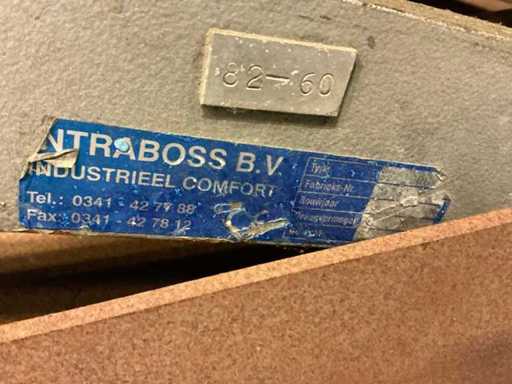 82-60
NTRABOSS B.V.
INDUSTRIEEL COMFORT
Tel.: 0341 - 42 77 88
Fax: 0341 - 42 78 12
Type
Fabrieks-Nr.
Bouwjaar
Draagvermogen